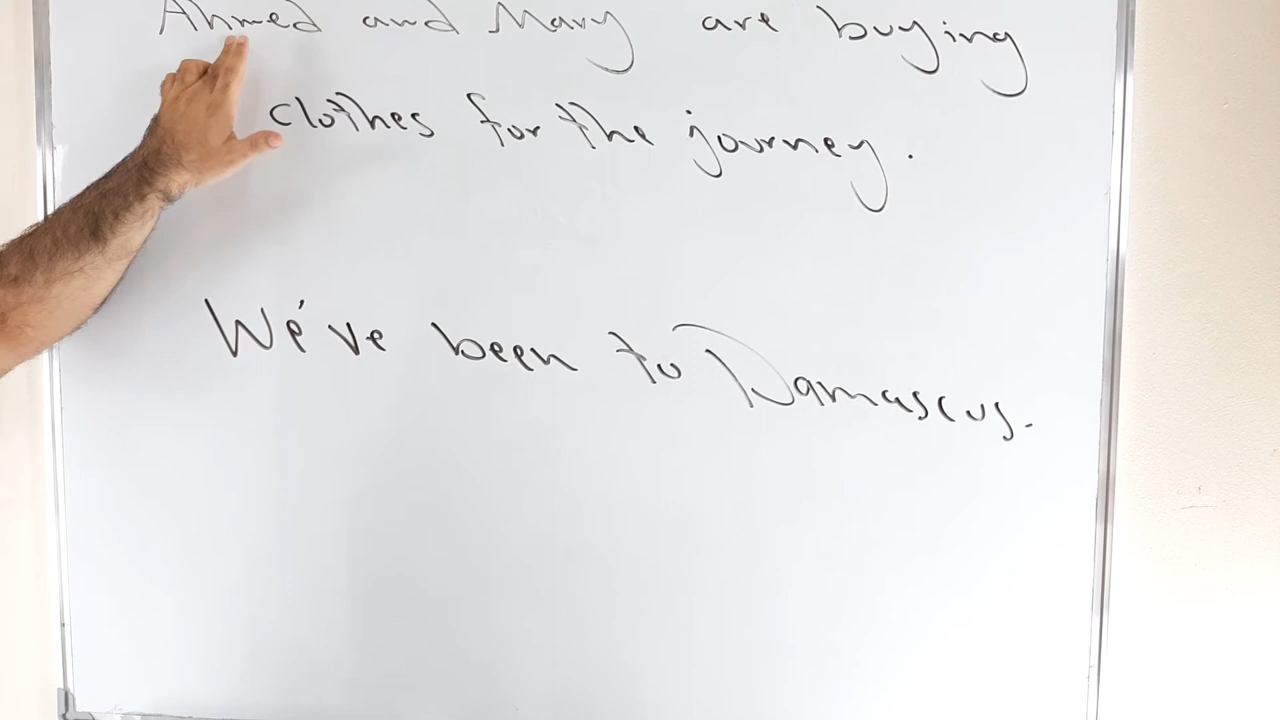 Ahmed and Mary are buying
clothes for the journey.
We've been to Damascus.